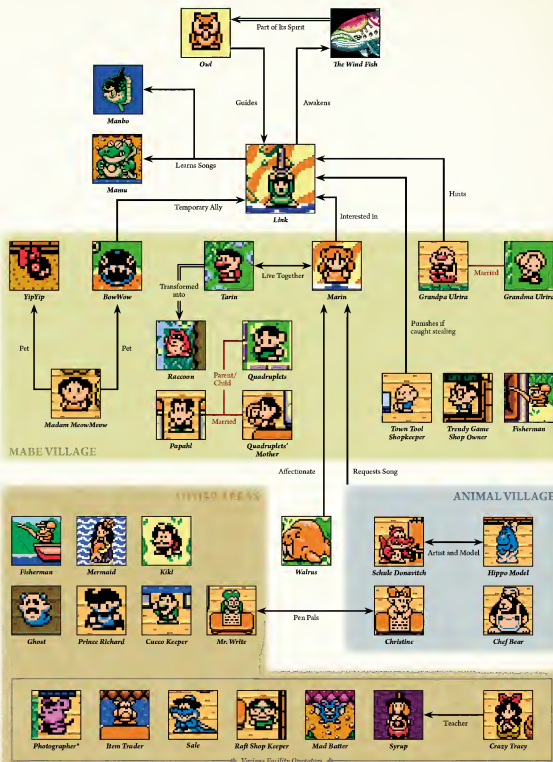 Part of Its Spirit
Owl
The Wind Fish
Guides
Awakens
Manbo
Learns Songs
Mamu
Temporary Ally
Link
Interested in
Hints
YipYip
BowWow
Tarin
Live Together
Marin
Grandpa Ulrira
Married
Grandma Ulrira
Transformed
into
Punishes if
caught stealing
Pet
Pet
Raccoon
Parent/
Child
Quadruplets
Madam MeowMeow
Papahl
Married
Quadruplets'
Mother
Town Tool
Shopkeeper
Trendy Game
Shop Owner
Fisherman
MABE VILLAGE
Affectionate
Requests Song
ANIMAL VILLAGE
Fisherman
Mermaid
Kiki
Walrus
Schule Donavitch
Artist and Model
Hippo Model
Ghost
Prince Richard
Cucco Keeper
Mr. Write
Pen Pals
Christine
Chef Bear
Photographer*
Item Trader
Sale
Raft Shop Keeper
Mad Batter
Syrup
Teacher
Crazy Tracy
Various Facility Operators